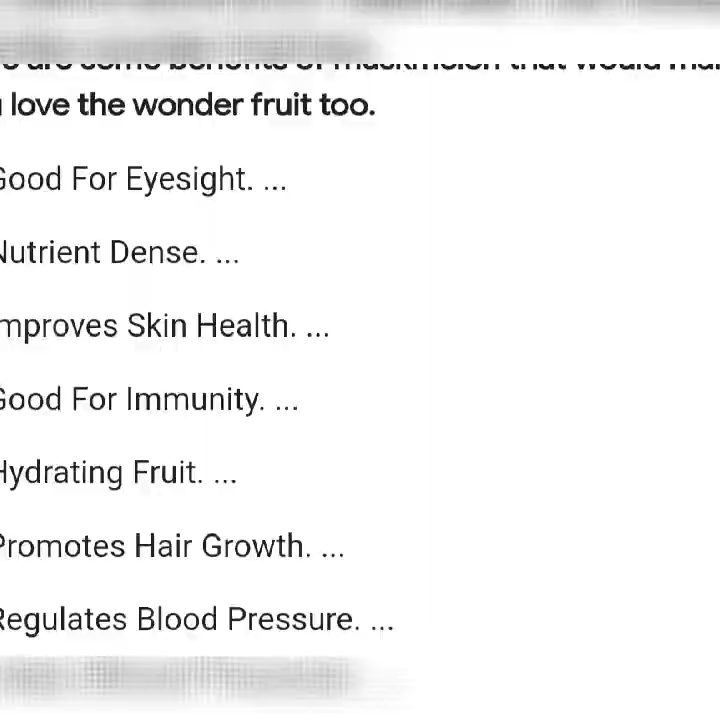 love the wonder fruit too.
Good For Eyesight. ...
Nutrient Dense. ...
Improves Skin Health. ...
Good For Immunity. ...
Hydrating Fruit. ...
Promotes Hair Growth. ...
Regulates Blood Pressure. ...